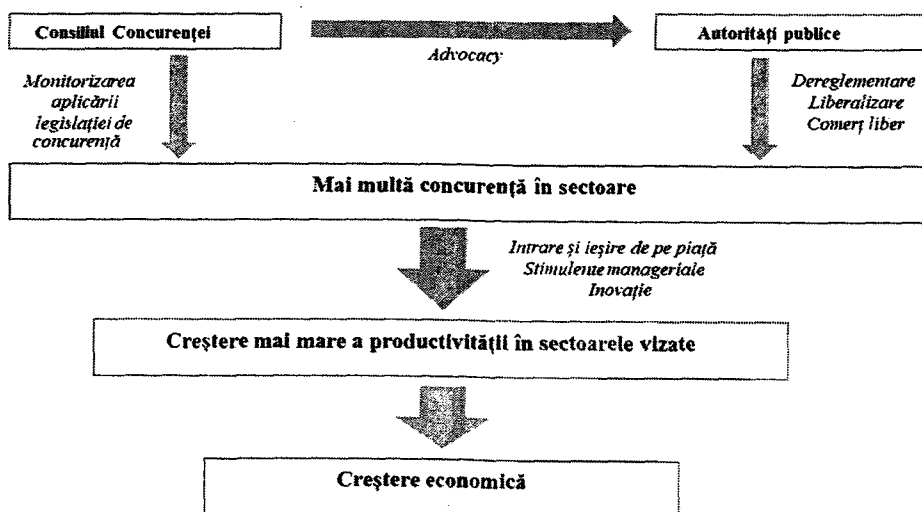 Consiliul Concurenței
Autorități publice
Advocacy
Monitorizarea
aplicării
legislației de
concurență
Dereglementare
Liberalizare
Comerț liber
Mai multă concurență în sectoare
Intrare și ieșire de pe piață
Stimulente manageriale
Inovație
Creștere mai mare a productivității în sectoarele vizate
Creștere economică